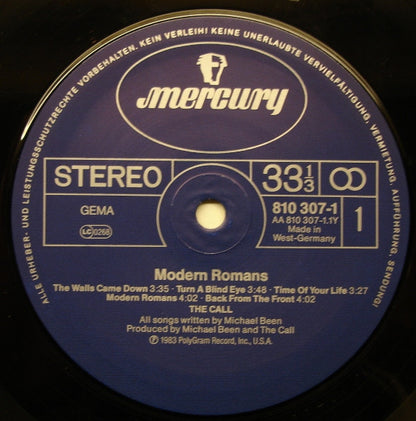 ALLE URHEBER- UND LEISTUNGSSCHUTZRECHTE VORBEHALTEN. KEIN VERLEIH! KEINE UNERLAUBTE VERVIELFÄLTIGUNG, VERMIETUNG, AUFFÜHRUNG, SENDUNG!
mercury
STEREO
33 1/3
GEMA
LC 0268
810 307-1
AA 810 307-1.1Y
Made in
West-Germany
1
Modern Romans
The Walls Came Down 3:35 · Turn A Blind Eye 3:48 · Time Of Your Life 3:27
Modern Romans 4:02 · Back From The Front 4:02
THE CALL
All songs written by Michael Been
Produced by Michael Been and The Call
℗ 1983 PolyGram Record, Inc., U.S.A.